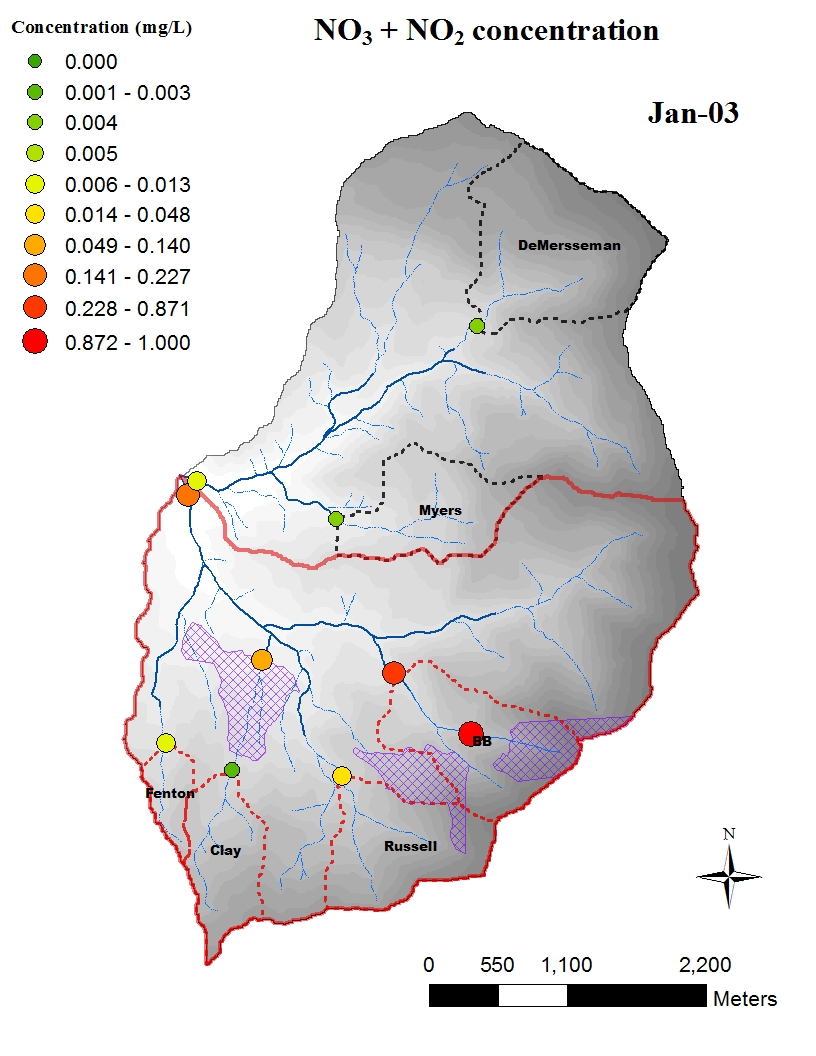 NO3 + NO2 concentration
Jan-03
Concentration (mg/L)
0.000
0.001 - 0.003
0.004
0.005
0.006 - 0.013
0.014 - 0.048
0.049 - 0.140
0.141 - 0.227
0.228 - 0.871
0.872 - 1.000
DeMersseman
Myers
BB
Fenton
Clay
Russell
N
0 550 1,100 2,200
Meters